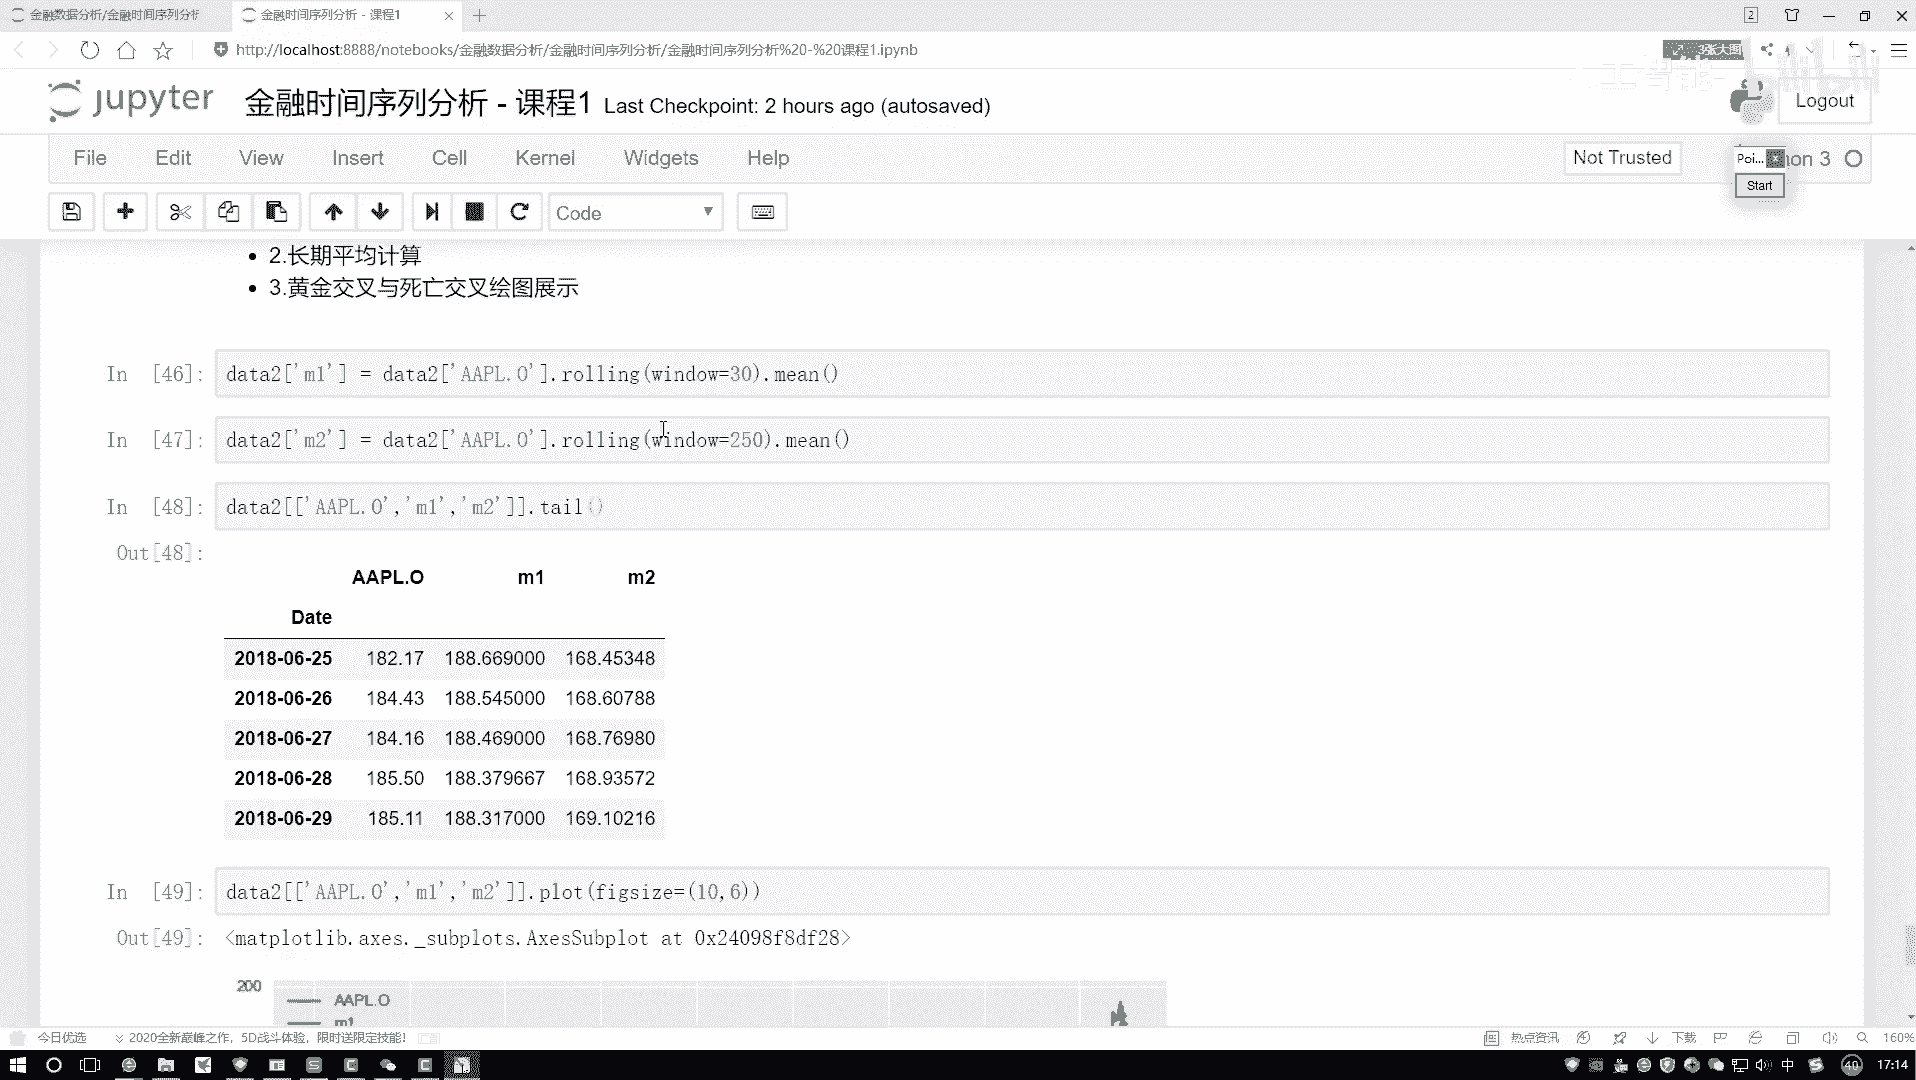 金融数据分析/金融时间序列分析
金融时间序列分析 - 课程1
2
http://localhost:8888/notebooks/金融数据分析/金融时间序列分析/金融时间序列分析%20-%20课程1.ipynb
3张大图
jupyter
金融时间序列分析 - 课程1 Last Checkpoint: 2 hours ago (autosaved)
Logout
File Edit View Insert Cell Kernel Widgets Help
Not Trusted
Poi...
hon 3
Start
Code
2.长期平均计算
3.黄金交叉与死亡交叉绘图展示
In [46]: data2['m1'] = data2['AAPL.O'].rolling(window=30).mean()
In [47]: data2['m2'] = data2['AAPL.O'].rolling(window=250).mean()
In [48]: data2[['AAPL.O','m1','m2']].tail()
Out[48]:
AAPL.O m1 m2
Date
2018-06-25 182.17 188.669000 168.45348
2018-06-26 184.43 188.545000 168.60788
2018-06-27 184.16 188.469000 168.76980
2018-06-28 185.50 188.379667 168.93572
2018-06-29 185.11 188.317000 169.10216
In [49]: data2[['AAPL.O','m1','m2']].plot(figsize=(10,6))
Out[49]: <matplotlib.axes._subplots.AxesSubplot at 0x24098f8df28>
200
AAPL.O
m1
今日优选
2020全新巅峰之作，5D战斗体验，限时送限定技能！
热点资讯
下载
160%
中
40
17:14